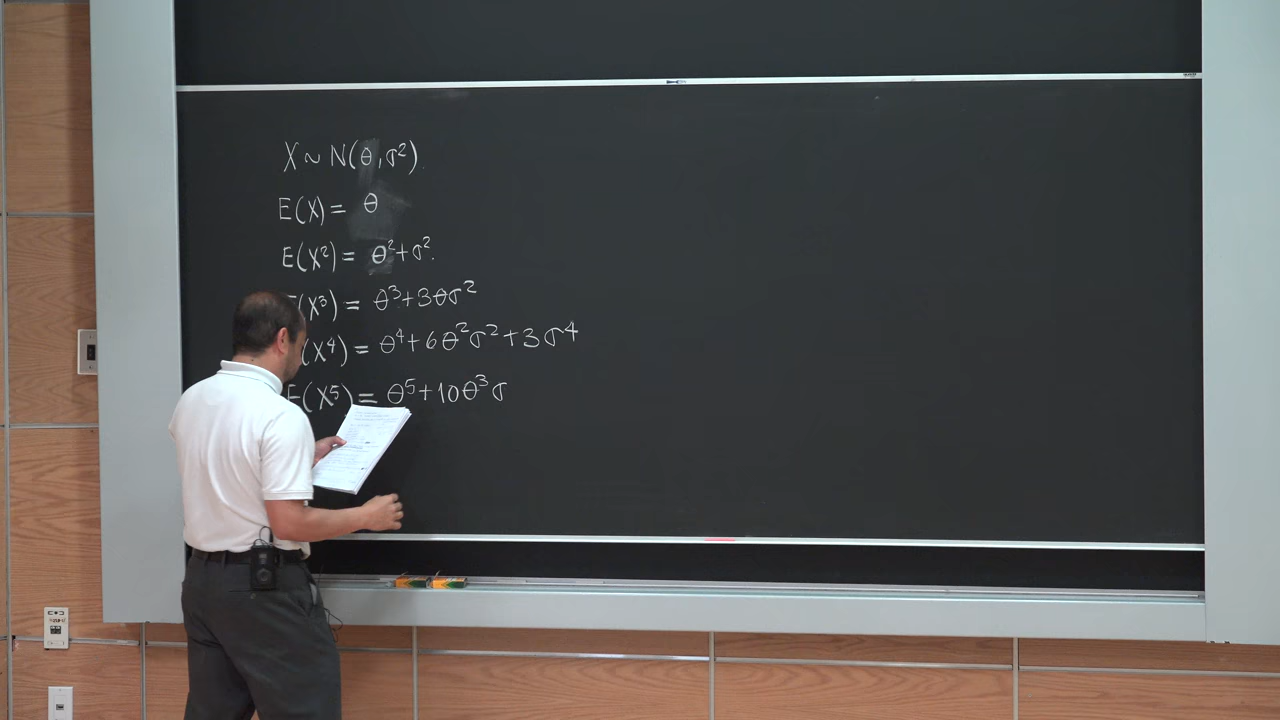 X ~ N(θ, σ²).
E(X) = θ
E(X²) = θ² + σ².
E(X³) = θ³ + 3θσ²
(X⁴) = θ⁴ + 6θ²σ² + 3σ⁴
E(X⁵) = θ⁵ + 10θ³σ